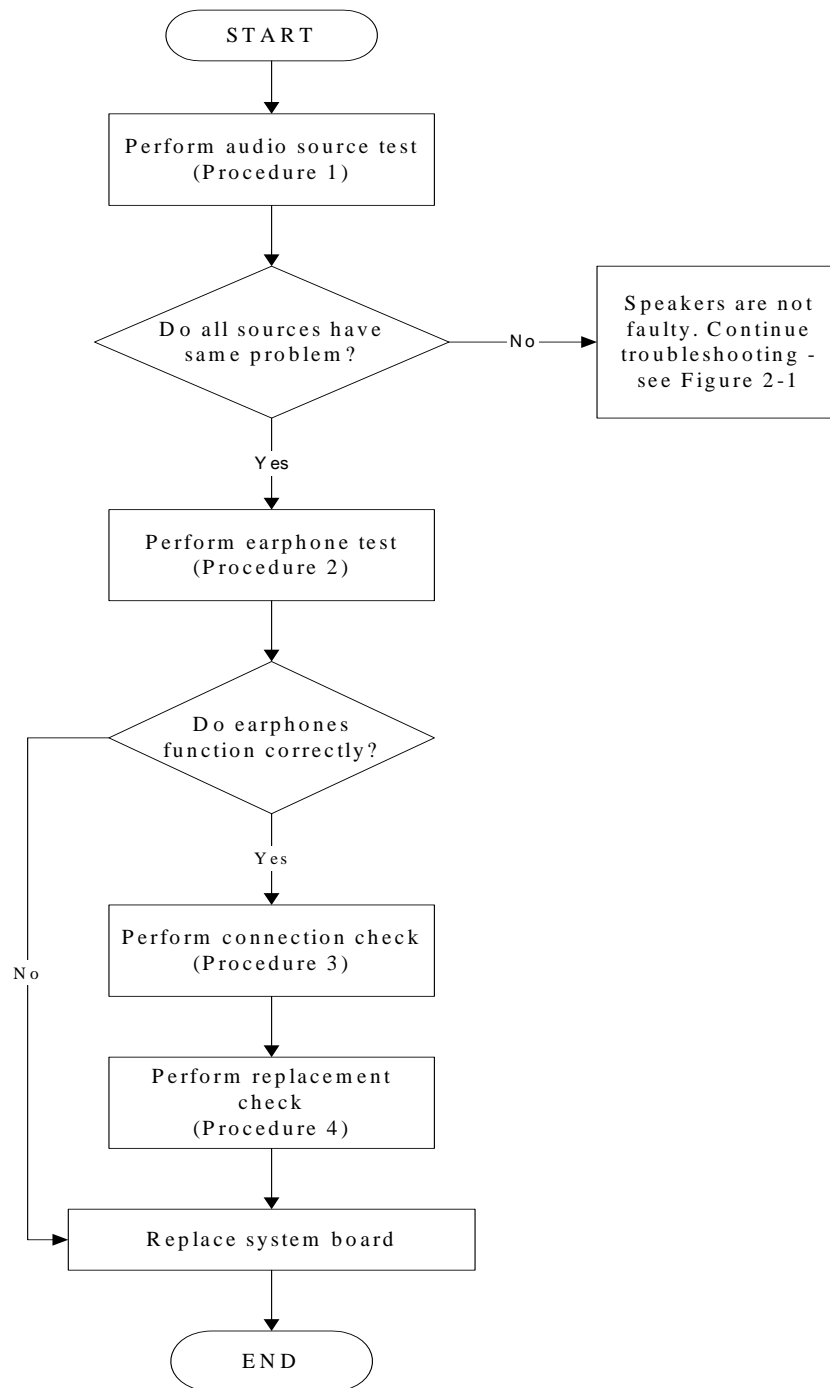 START
Perform audio source test
(Procedure 1)
Do all sources have
same problem?
No
Speakers are not
faulty. Continue
troubleshooting -
see Figure 2-1
Yes
Perform earphone test
(Procedure 2)
Do earphones
function correctly?
Yes
No
Perform connection check
(Procedure 3)
Perform replacement
check
(Procedure 4)
Replace system board
END